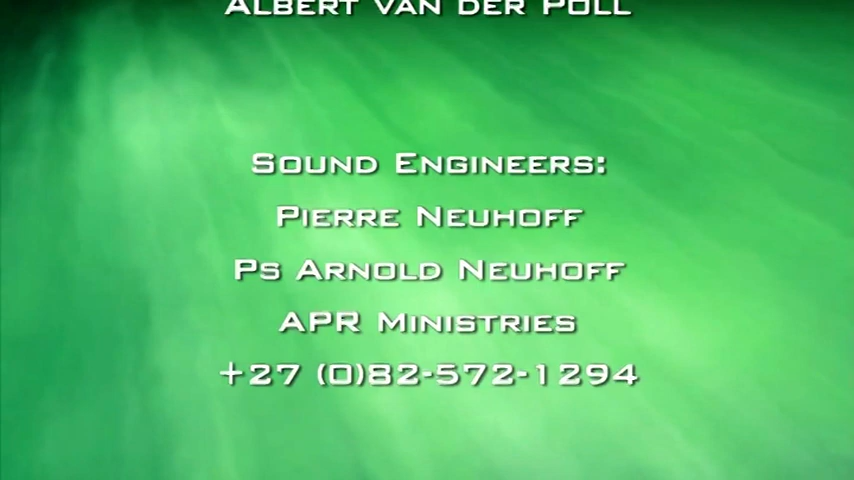 Albert van der Poll
Sound Engineers:
Pierre Neuhoff
Ps Arnold Neuhoff
APR Ministries
+27 (0)82-572-1294